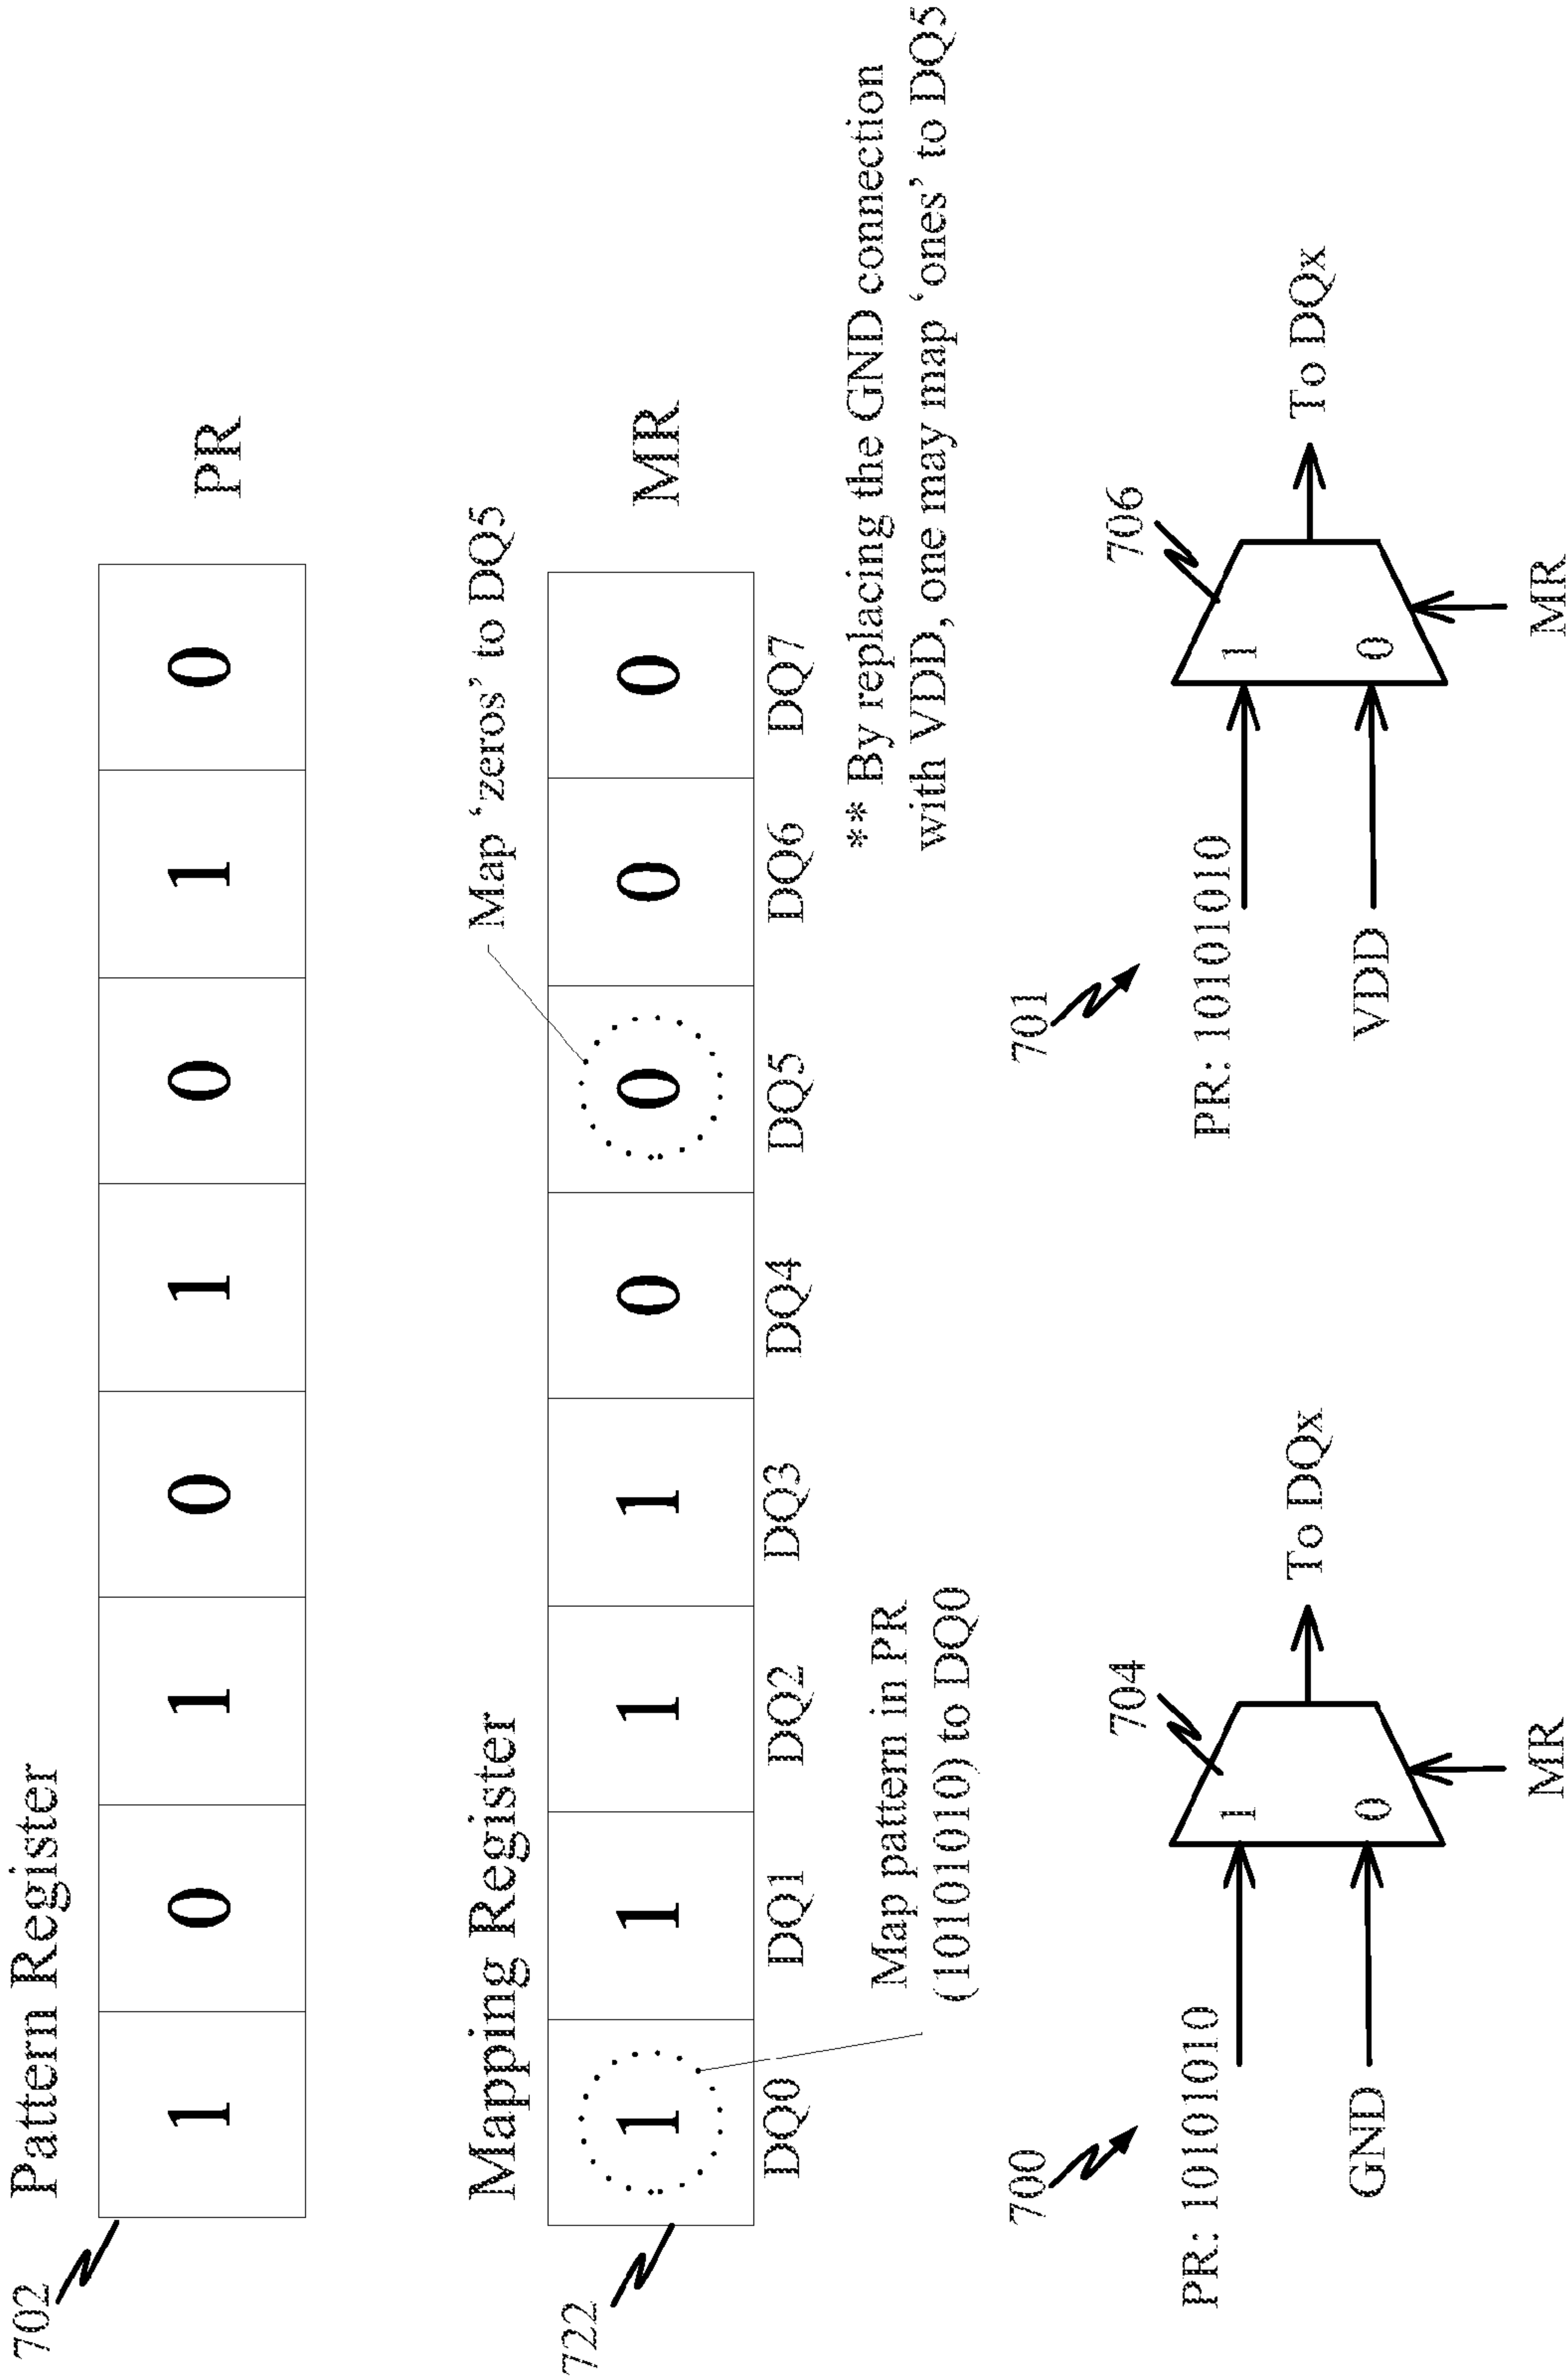 702
Pattern Register
1 0 1 0 1 0 1 0
PR
722
Mapping Register
Map ‘zeros’ to DQ5
1 1 1 1 0 0 0 0
MR
DQ0 DQ1 DQ2 DQ3 DQ4 DQ5 DQ6 DQ7
Map pattern in PR
(10101010) to DQ0
** By replacing the GND connection
with VDD, one may map ‘ones’ to DQ5
700
704
PR: 10101010
1
GND
0
To DQx
MR
701
706
PR: 10101010
1
VDD
0
To DQx
MR